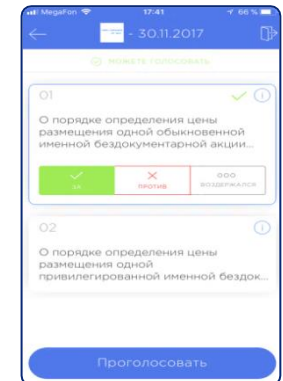 MegaFon 17:41 66 %
- 30.11.2017
МОЖЕТЕ ГОЛОСОВАТЬ
01
О порядке определения цены
размещения одной обыкновенной
именной бездокументарной акции...
ЗА ПРОТИВ ВОЗДЕРЖАЛСЯ
02
О порядке определения цены
размещения одной
привилегированной именной бездок...
Проголосовать